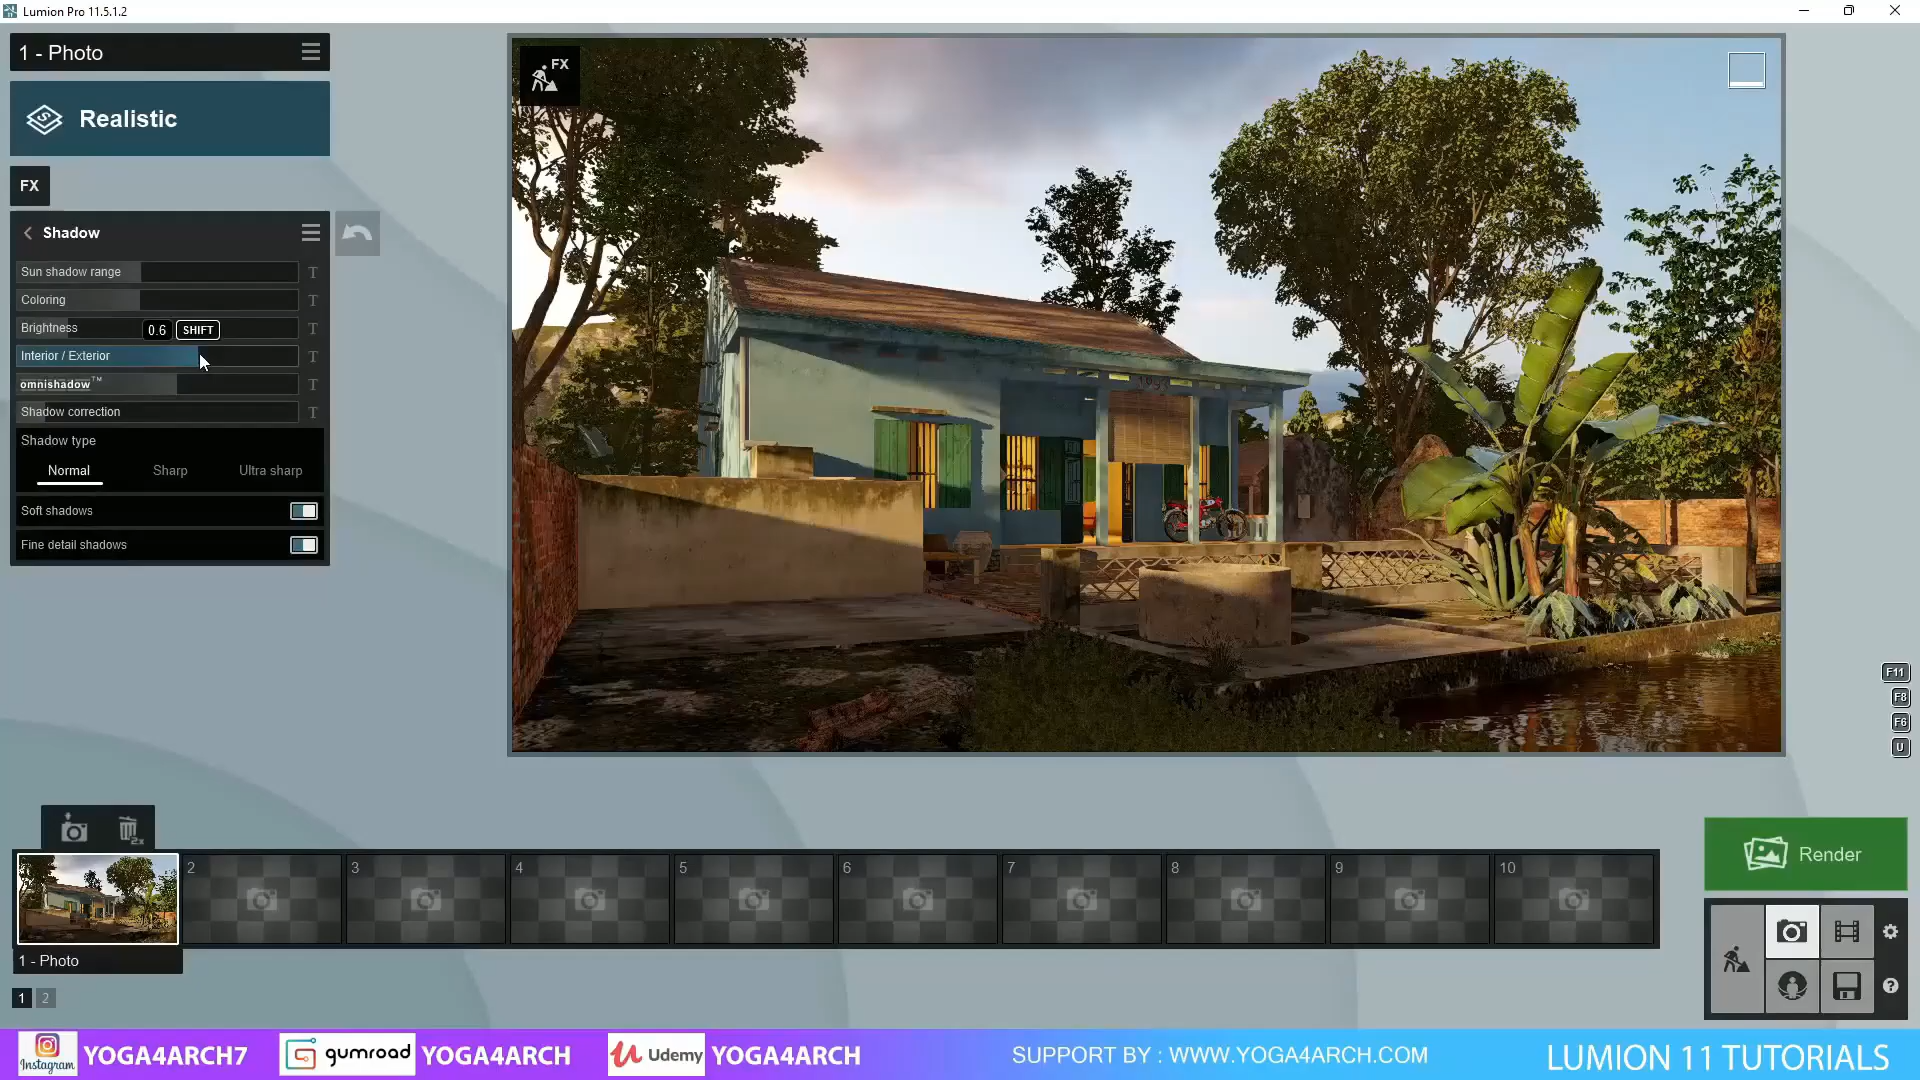 Lumion Pro 11.5.1.2
1 - Photo
Realistic
FX
Shadow
Sun shadow range
T
Coloring
T
Brightness
T
0.6
SHIFT
Interior / Exterior
T
omnishadow™
T
Shadow correction
T
Shadow type
Normal
Sharp
Ultra sharp
Soft shadows
Fine detail shadows
FX
F11
F8
F6
U
2x
2
3
4
5
6
7
8
9
10
1 - Photo
1
2
Render
?
Instagram
YOGA4ARCH7
gumroad
YOGA4ARCH
Udemy
YOGA4ARCH
SUPPORT BY : WWW.YOGA4ARCH.COM
LUMION 11 TUTORIALS